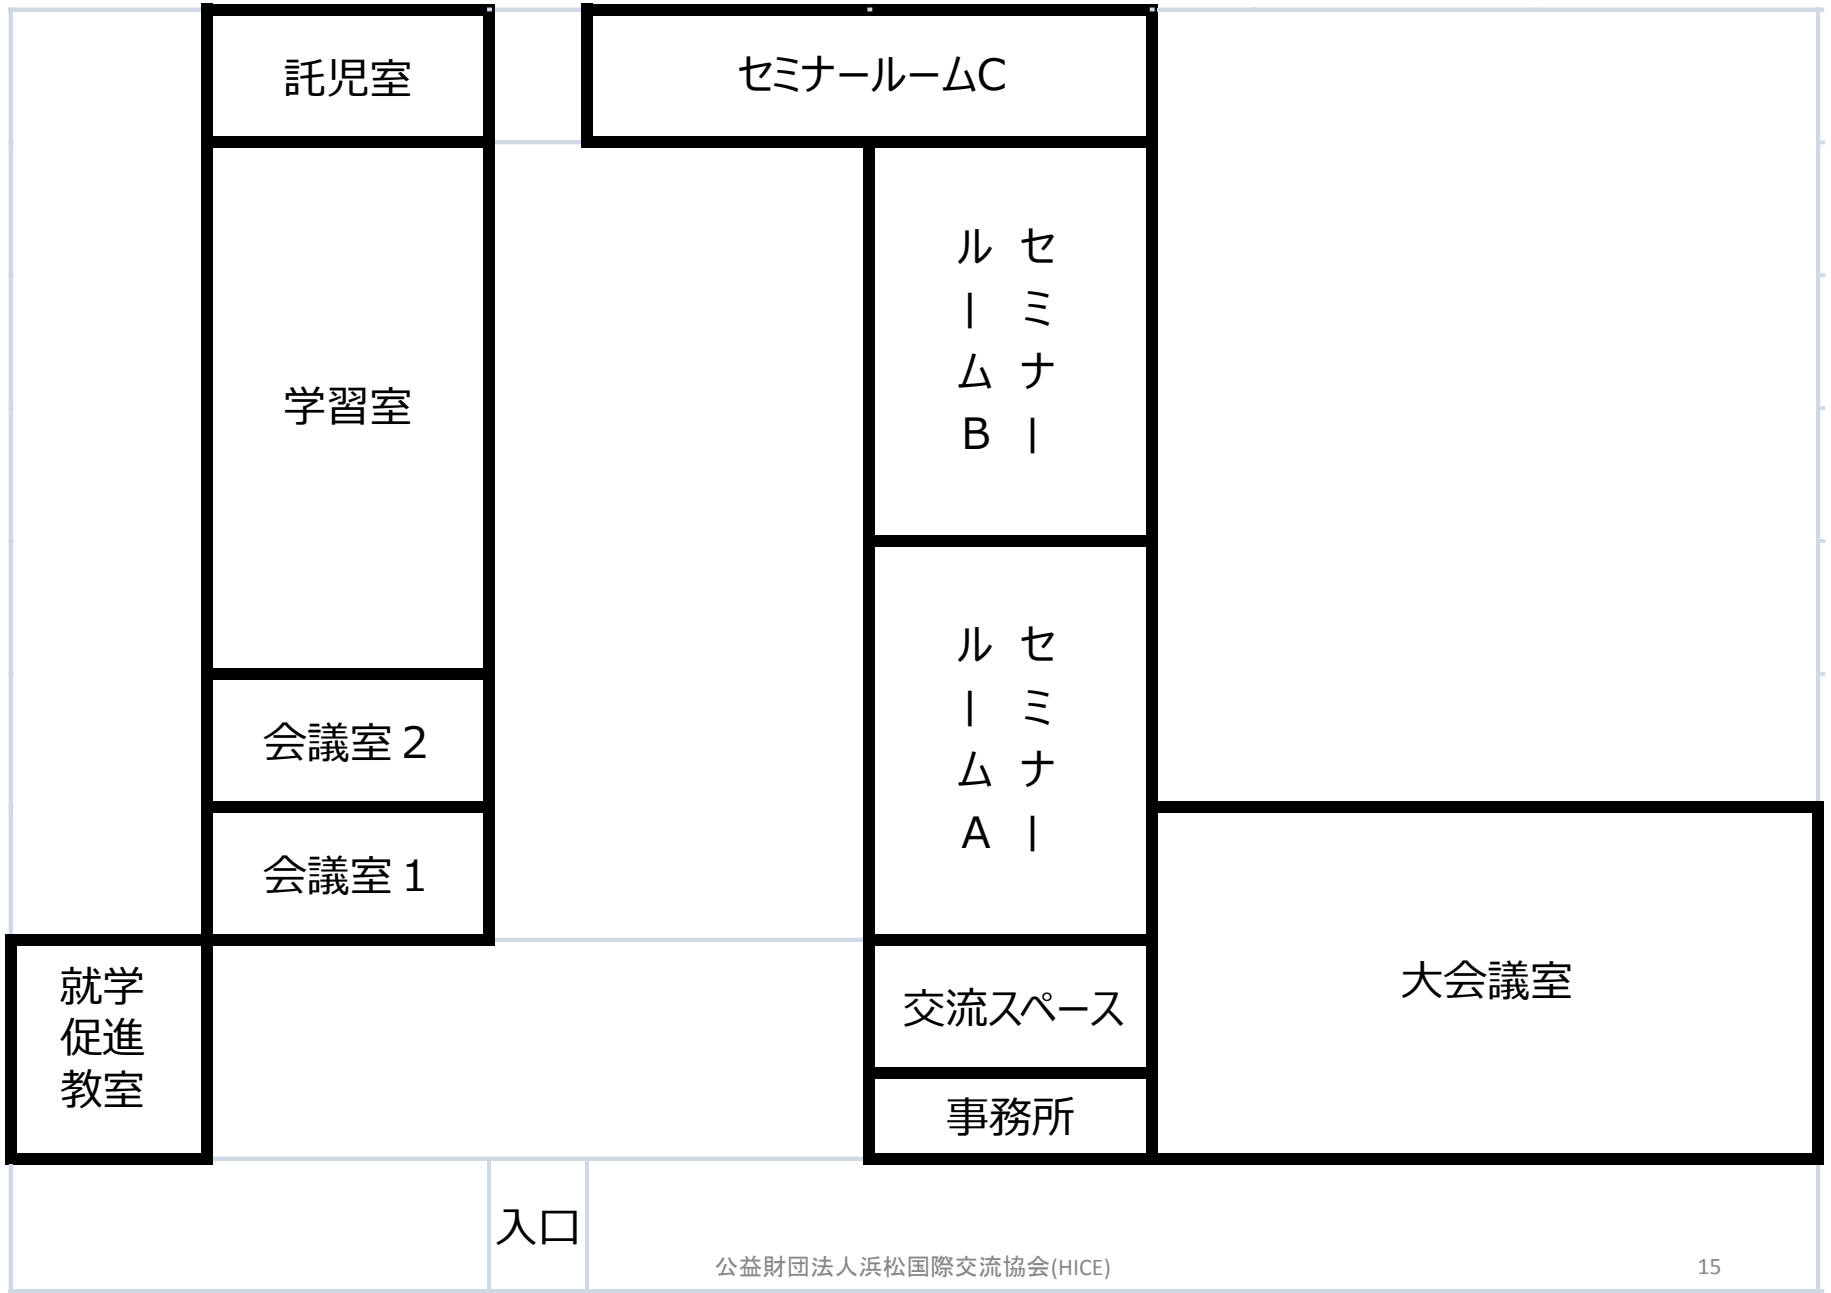 託児室
セミナールームC
セミナー
ルームB
学習室
セミナー
ルームA
会議室２
会議室１
就学
促進
教室
交流スペース
大会議室
事務所
入口
公益財団法人浜松国際交流協会(HICE)
15